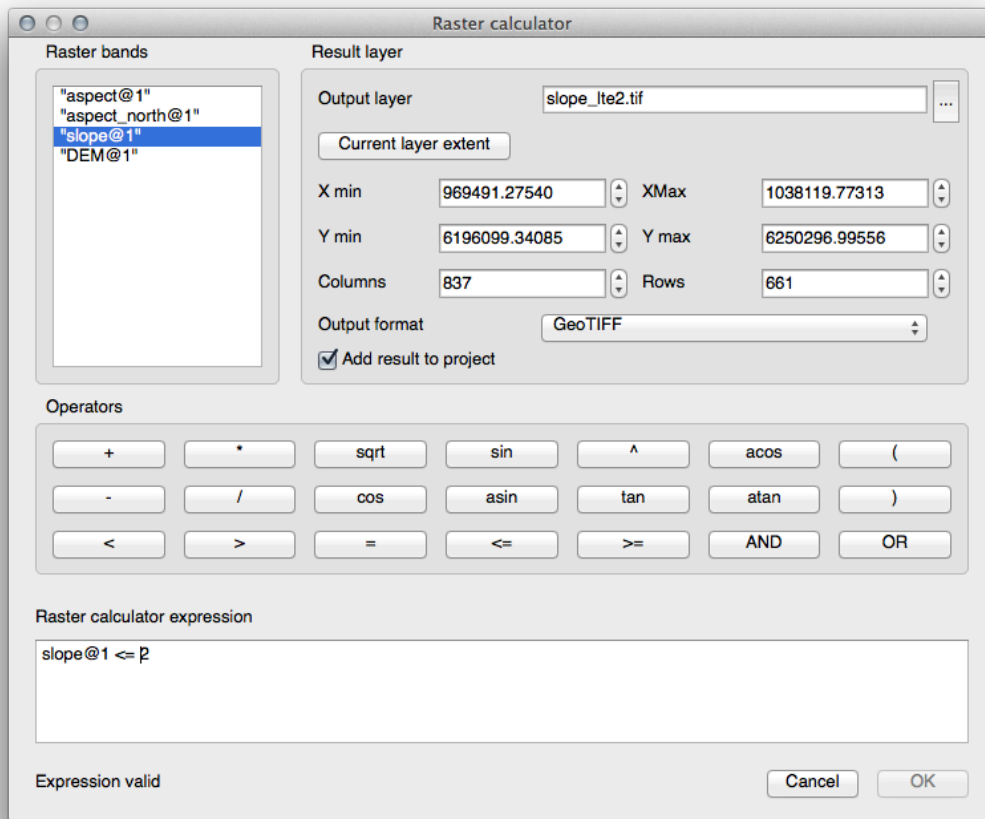 Raster calculator
Raster bands
"aspect@1"
"aspect_north@1"
"slope@1"
"DEM@1"
Result layer
Output layer slope_lte2.tif ...
Current layer extent
X min 969491.27540 XMax 1038119.77313
Y min 6196099.34085 Y max 6250296.99556
Columns 837 Rows 661
Output format GeoTIFF
Add result to project
Operators
+ * sqrt sin ^ acos (
- / cos asin tan atan )
< > = <= >= AND OR
Raster calculator expression
slope@1 <= 2
Expression valid Cancel OK